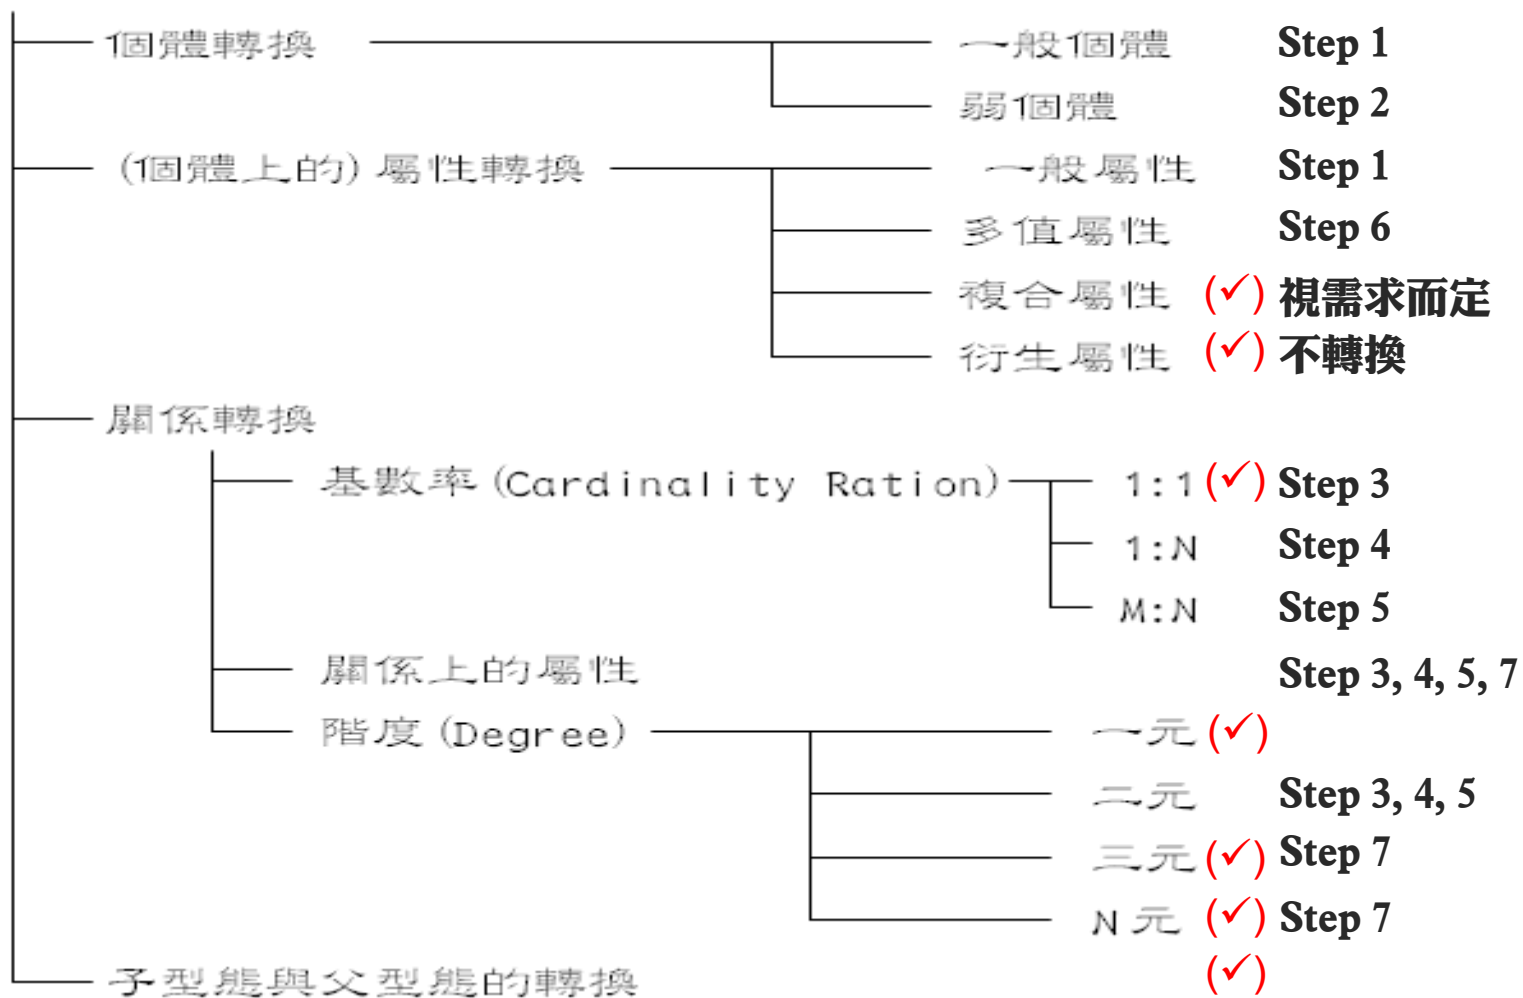 個體轉換 一般個體 Step 1
弱個體 Step 2
(個體上的)屬性轉換 一般屬性 Step 1
多值屬性 Step 6
複合屬性 (✓) 視需求而定
衍生屬性 (✓) 不轉換
關係轉換
基數率(Cardinality Ration) 1:1 (✓) Step 3
1:N Step 4
M:N Step 5
關係上的屬性 Step 3, 4, 5, 7
階度(Degree) 一元 (✓)
二元 Step 3, 4, 5
三元 (✓) Step 7
N元 (✓) Step 7
子型態與父型態的轉換 (✓)